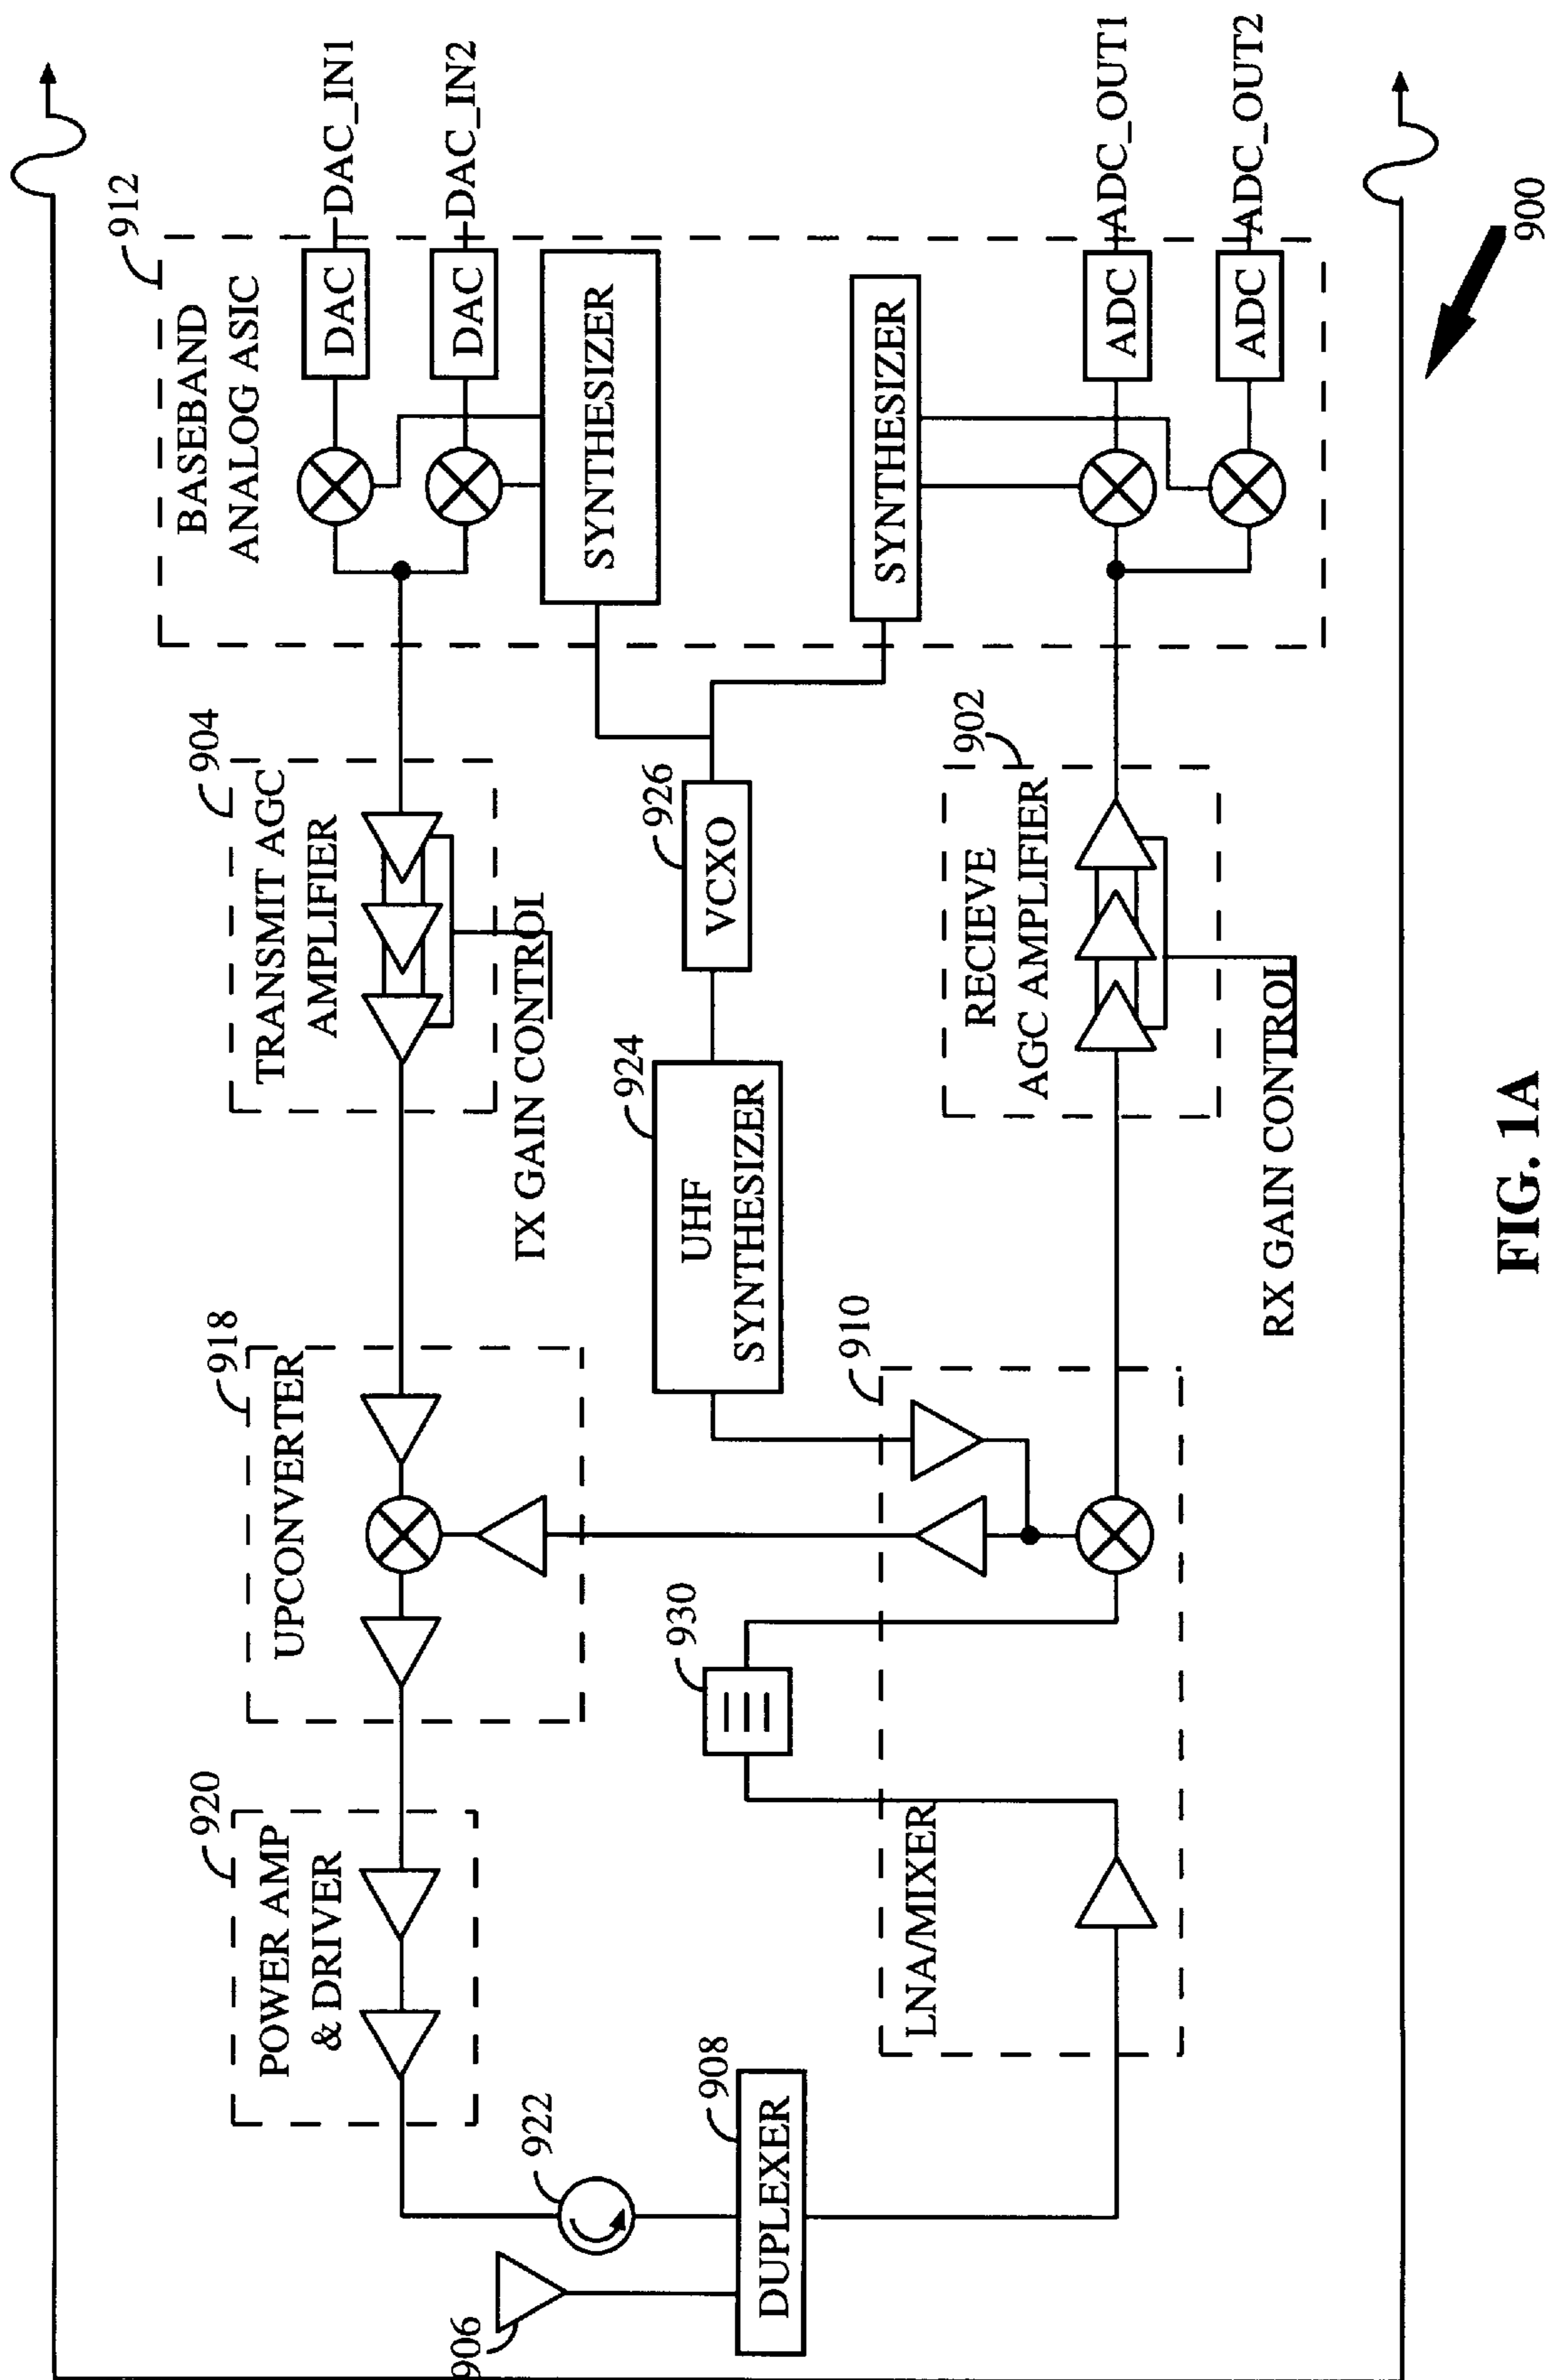 912
BASEBAND
ANALOG ASIC
DAC
DAC_IN1
DAC
DAC_IN2
SYNTHESIZER
SYNTHESIZER
ADC
ADC_OUT1
ADC
ADC_OUT2
904
TRANSMIT AGC
AMPLIFIER
TX GAIN CONTROL
926
VCXO
924
UHF
SYNTHESIZER
902
RECIEVE
AGC AMPLIFIER
RX GAIN CONTROL
918
UPCONVERTER
910
LNA/MIXER
930
920
POWER AMP
& DRIVER
922
906
908
DUPLEXER
900
FIG. 1A